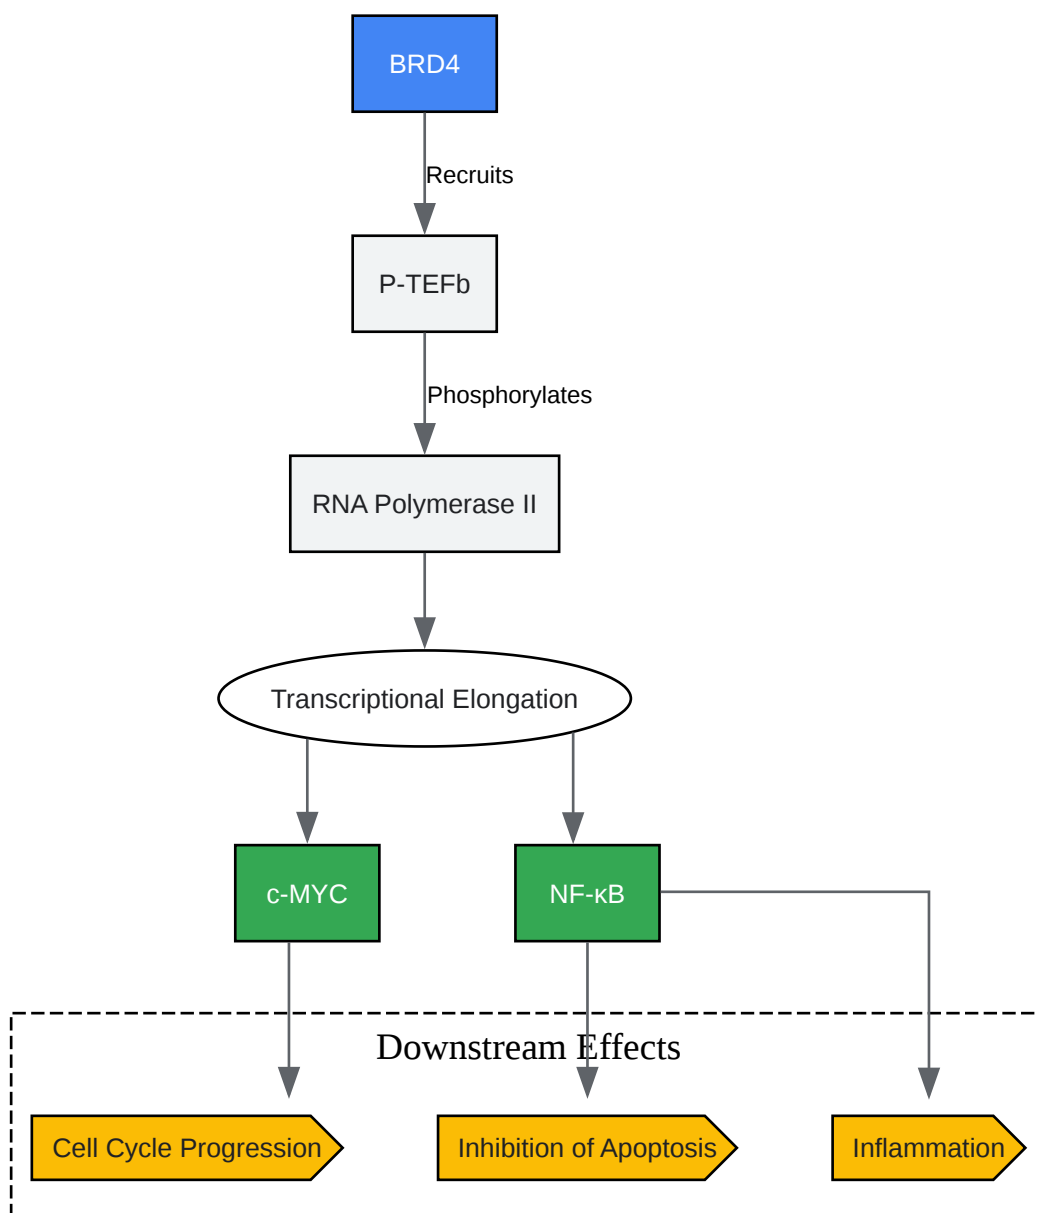 BRD4
Recruits
P-TEFb
Phosphorylates
RNA Polymerase II
Transcriptional Elongation
c-MYC
NF-κB
Downstream Effects
Cell Cycle Progression
Inhibition of Apoptosis
Inflammation